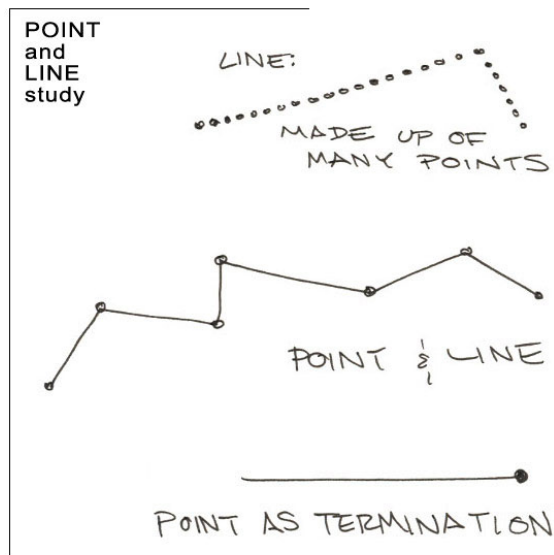 POINT
and
LINE
study
LINE:
MADE UP OF
MANY POINTS
POINT & LINE
POINT AS TERMINATION